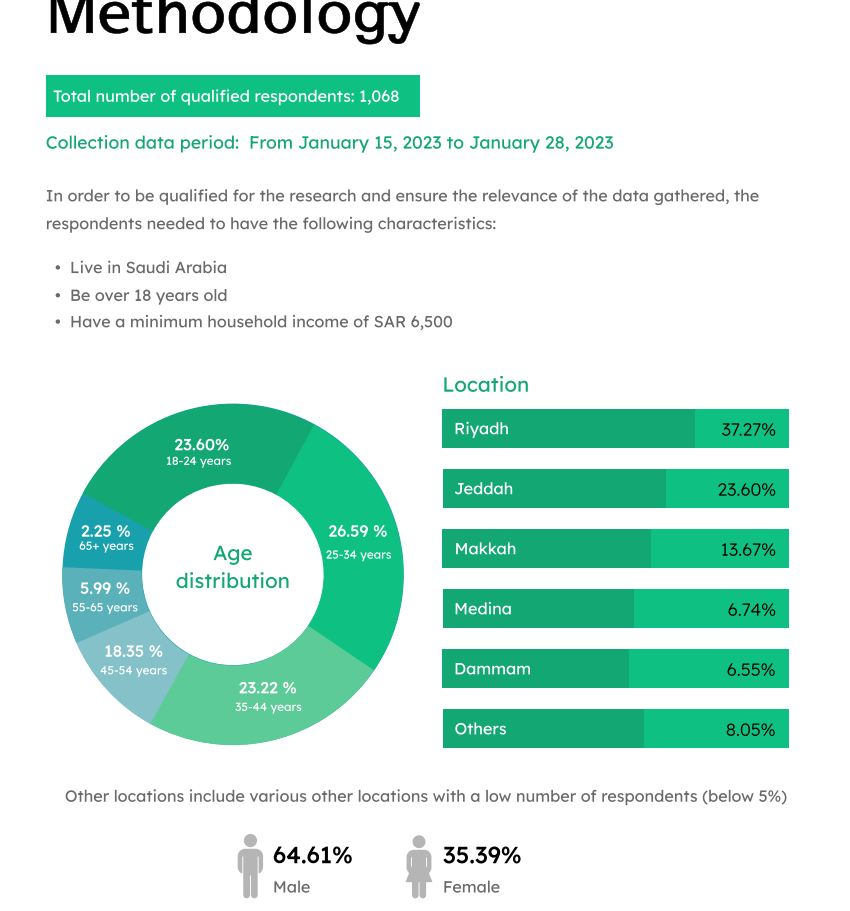 Methodology
Total number of qualified respondents: 1,068
Collection data period: From January 15, 2023 to January 28, 2023
In order to be qualified for the research and ensure the relevance of the data gathered, the
respondents needed to have the following characteristics:
• Live in Saudi Arabia
• Be over 18 years old
• Have a minimum household income of SAR 6,500
23.60%
18-24 years
26.59 %
25-34 years
23.22 %
35-44 years
18.35 %
45-54 years
5.99 %
55-65 years
2.25 %
65+ years
Age
distribution
Location
Riyadh 37.27%
Jeddah 23.60%
Makkah 13.67%
Medina 6.74%
Dammam 6.55%
Others 8.05%
Other locations include various other locations with a low number of respondents (below 5%)
64.61%
Male
35.39%
Female